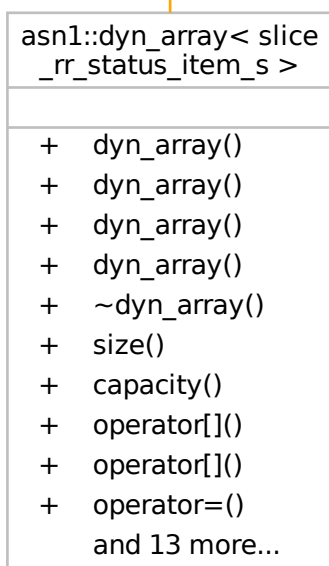 asn1::dyn_array< slice
_rr_status_item_s >
+ dyn_array()
+ dyn_array()
+ dyn_array()
+ dyn_array()
+ ~dyn_array()
+ size()
+ capacity()
+ operator[]()
+ operator[]()
+ operator=()
and 13 more...